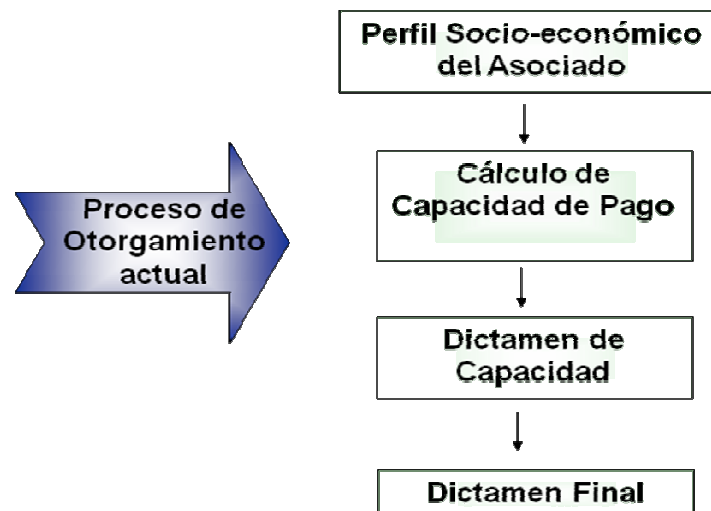 Perfil Socio-económico
del Asociado
Proceso de
Otorgamiento
actual
Cálculo de
Capacidad de Pago
Dictamen de
Capacidad
Dictamen Final